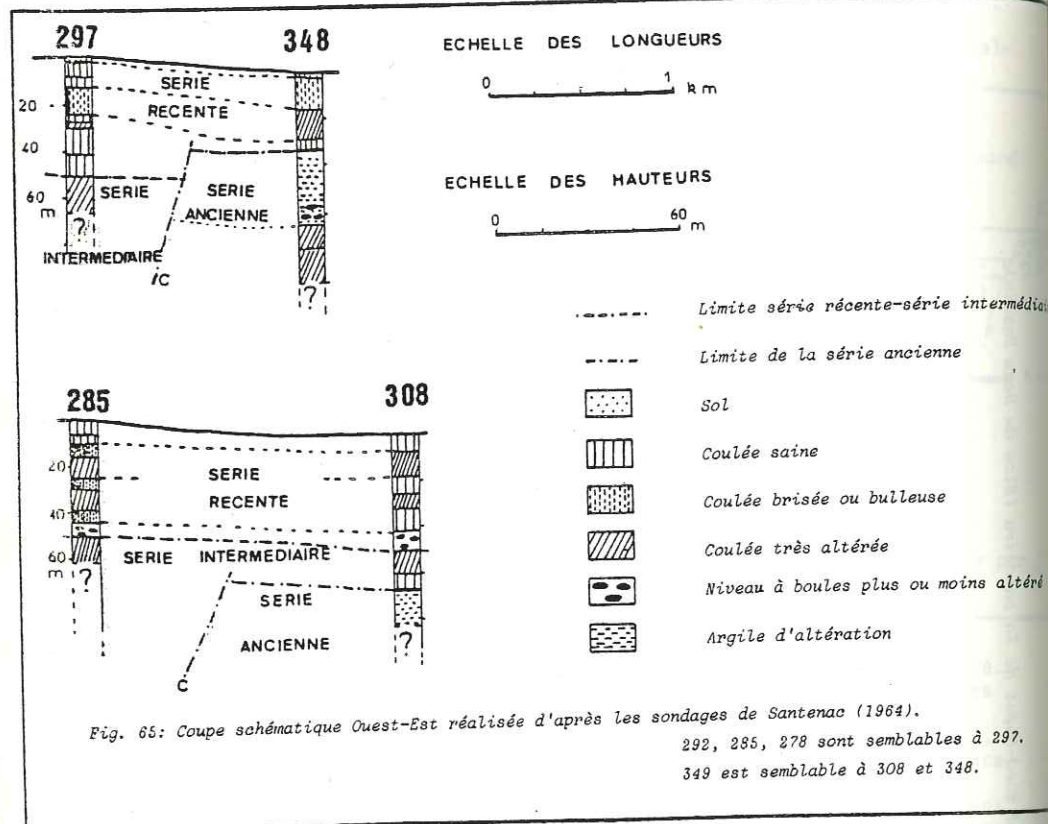 297
348
20
40
60
m
SERIE
RECENTE
SERIE
SERIE
ANCIENNE
?
INTERMEDIAIRE
C
?
ECHELLE DES LONGUEURS
0 1
km
ECHELLE DES HAUTEURS
0 60
m
285
308
20
40
60
m
SERIE
RECENTE
SERIE INTERMEDIAIRE
SERIE
ANCIENNE
?
?
C
Limite série récente-série
Limite de la série ancienne
Sol
Coulée saine
Coulée brisée ou bulleuse
Coulée très altérée
Niveau à boules plus ou moins altéré
Argile d'altération
Fig. 65: Coupe schématique Ouest-Est réalisée d'après les sondages de Santenac (1964).
292, 285, 278 sont semblables à 297.
349 est semblable à 308 et 348.